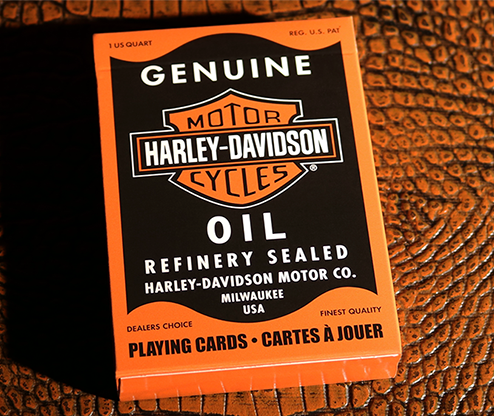 1 US QUART REG. U.S. PAT
GENUINE
MOTOR
HARLEY-DAVIDSON
CYCLES ®
OIL
REFINERY SEALED
HARLEY-DAVIDSON MOTOR CO.
MILWAUKEE
USA
DEALERS CHOICE FINEST QUALITY
PLAYING CARDS • CARTES À JOUER